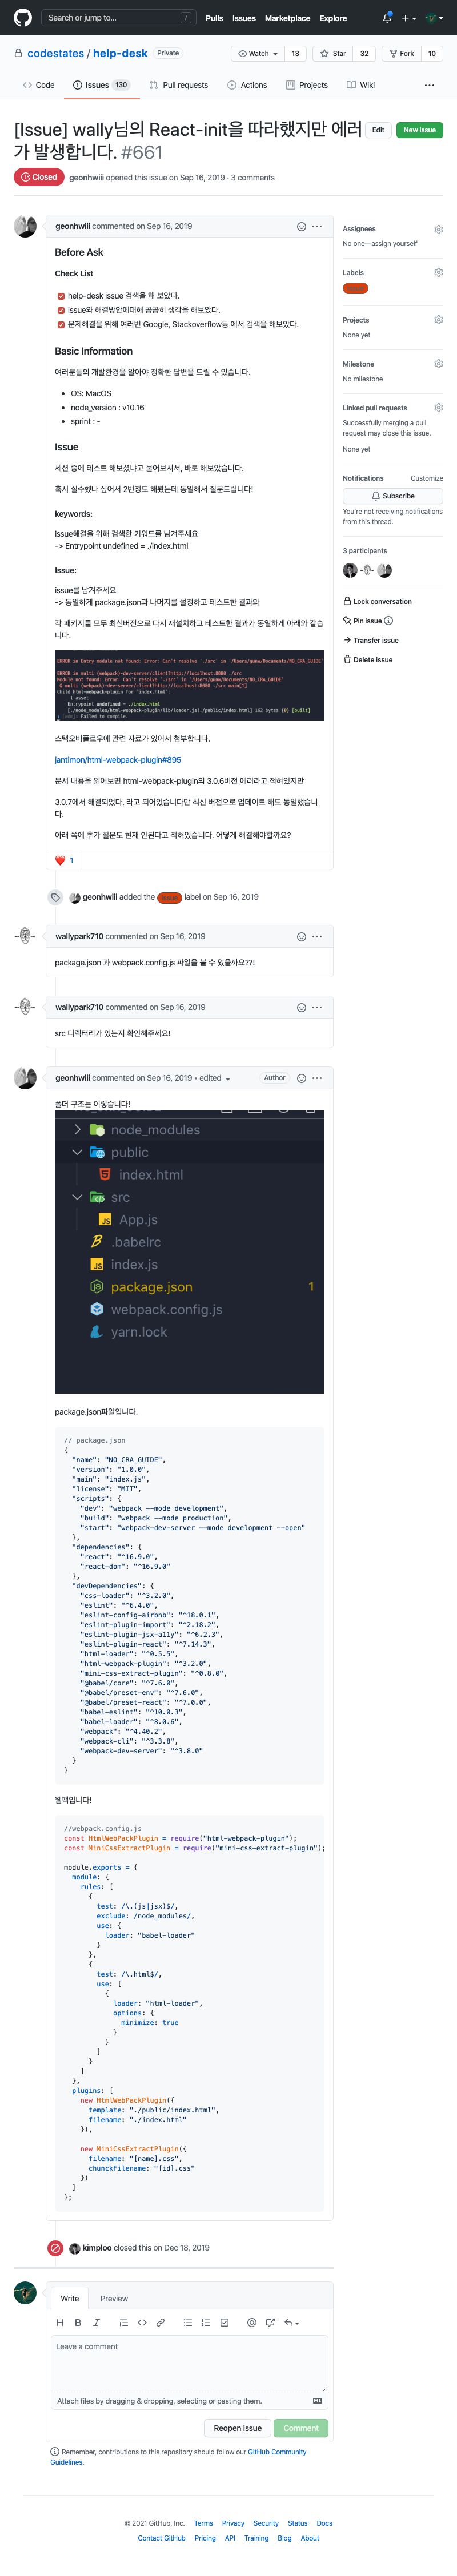 Search or jump to...
/
Pulls Issues Marketplace Explore
codestates / help-desk Private
Watch 13 Star 32 Fork 10
Code Issues 130 Pull requests Actions Projects Wiki
[Issue] wally님의 React-init을 따라했지만 에러
가 발생합니다. #661
Edit New issue
Closed geonhwiii opened this issue on Sep 16, 2019 · 3 comments
geonhwiii commented on Sep 16, 2019
Before Ask
Check List
help-desk issue 검색을 해 보았다.
issue와 해결방안에대해 곰곰히 생각을 해보았다.
문제해결을 위해 여러번 Google, Stackoverflow등 에서 검색을 해보았다.
Basic Information
여러분들의 개발환경을 알아야 정확한 답변을 드릴 수 있습니다.
OS: MacOS
node_version : v10.16
sprint : -
Issue
세션 중에 테스트 해보셨냐고 물어보셔서, 바로 해보았습니다.
혹시 실수했나 싶어서 2번정도 해봤는데 동일해서 질문드립니다!
keywords:
issue해결을 위해 검색한 키워드를 남겨주세요
-> Entrypoint undefined = ./index.html
Issue:
issue를 남겨주세요
-> 동일하게 package.json과 나머지를 설정하고 테스트한 결과와
각 패키지를 모두 최신버전으로 다시 재설치하고 테스트한 결과가 동일하게 아래와 같습니
다.
ERROR in Entry module not found: Error: Can't resolve './src' in '/Users/gunw/Documents/NO_CRA_GUIDE'
ERROR in multi (webpack)-dev-server/client?http://localhost:8080 ./src
Module not found: Error: Can't resolve './src' in '/Users/gunw/Documents/NO_CRA_GUIDE'
@ multi (webpack)-dev-server/client?http://localhost:8080 ./src main[1]
Child html-webpack-plugin for "index.html":
1 asset
Entrypoint undefined = ./index.html
[./node_modules/html-webpack-plugin/lib/loader.js!./public/index.html] 162 bytes {0} [built]
Failed to compile.
스택오버플로우에 관련 자료가 있어서 첨부합니다.
jantimon/html-webpack-plugin#895
문서 내용을 읽어보면 html-webpack-plugin의 3.0.6버전 에러라고 적혀있지만
3.0.7에서 해결되었다. 라고 되어있습니다만 최신 버전으로 업데이트 해도 동일했습니
다.
아래 쪽에 추가 질문도 현재 안된다고 적혀있습니다. 어떻게 해결해야할까요?
1
geonhwiii added the label on Sep 16, 2019
wallypark710 commented on Sep 16, 2019
package.json 과 webpack.config.js 파일을 볼 수 있을까요??!
wallypark710 commented on Sep 16, 2019
src 디렉터리가 있는지 확인해주세요!
geonhwiii commented on Sep 16, 2019 • edited Author
폴더 구조는 이렇습니다!
node_modules
public
index.html
src
App.js
.babelrc
index.js
package.json 1
webpack.config.js
yarn.lock
package.json파일입니다.
// package.json
{
"name": "NO_CRA_GUIDE",
"version": "1.0.0",
"main": "index.js",
"license": "MIT",
"scripts": {
"dev": "webpack --mode development",
"build": "webpack --mode production",
"start": "webpack-dev-server --mode development --open"
},
"dependencies": {
"react": "^16.9.0",
"react-dom": "^16.9.0"
},
"devDependencies": {
"css-loader": "^3.2.0",
"eslint": "^6.4.0",
"eslint-config-airbnb": "^18.0.1",
"eslint-plugin-import": "^2.18.2",
"eslint-plugin-jsx-a11y": "^6.2.3",
"eslint-plugin-react": "^7.14.3",
"html-loader": "^0.5.5",
"html-webpack-plugin": "^3.2.0",
"mini-css-extract-plugin": "^0.8.0",
"@babel/core": "^7.6.0",
"@babel/preset-env": "^7.6.0",
"@babel/preset-react": "^7.0.0",
"babel-eslint": "^10.0.3",
"babel-loader": "^8.0.6",
"webpack": "^4.40.2",
"webpack-cli": "^3.3.8",
"webpack-dev-server": "^3.8.0"
}
}
웹팩입니다!
//webpack.config.js
const HtmlWebPackPlugin = require("html-webpack-plugin");
const MiniCssExtractPlugin = require("mini-css-extract-plugin");
module.exports = {
module: {
rules: [
{
test: /\.(js|jsx)$/,
exclude: /node_modules/,
use: {
loader: "babel-loader"
}
},
{
test: /\.html$/,
use: [
{
loader: "html-loader",
options: {
minimize: true
}
}
]
}
]
},
plugins: [
new HtmlWebPackPlugin({
template: "./public/index.html",
filename: "./index.html"
}),
new MiniCssExtractPlugin({
filename: "[name].css",
chunckFilename: "[id].css"
})
]
};
kimploo closed this on Dec 18, 2019
Write Preview
Leave a comment
Attach files by dragging & dropping, selecting or pasting them.
Reopen issue Comment
Remember, contributions to this repository should follow our GitHub Community
Guidelines.
Assignees
No one—assign yourself
Labels
Projects
None yet
Milestone
No milestone
Linked pull requests
Successfully merging a pull
request may close this issue.
None yet
Notifications Customize
Subscribe
You're not receiving notifications
from this thread.
3 participants
Lock conversation
Pin issue
Transfer issue
Delete issue
© 2021 GitHub, Inc. Terms Privacy Security Status Docs
Contact GitHub Pricing API Training Blog About